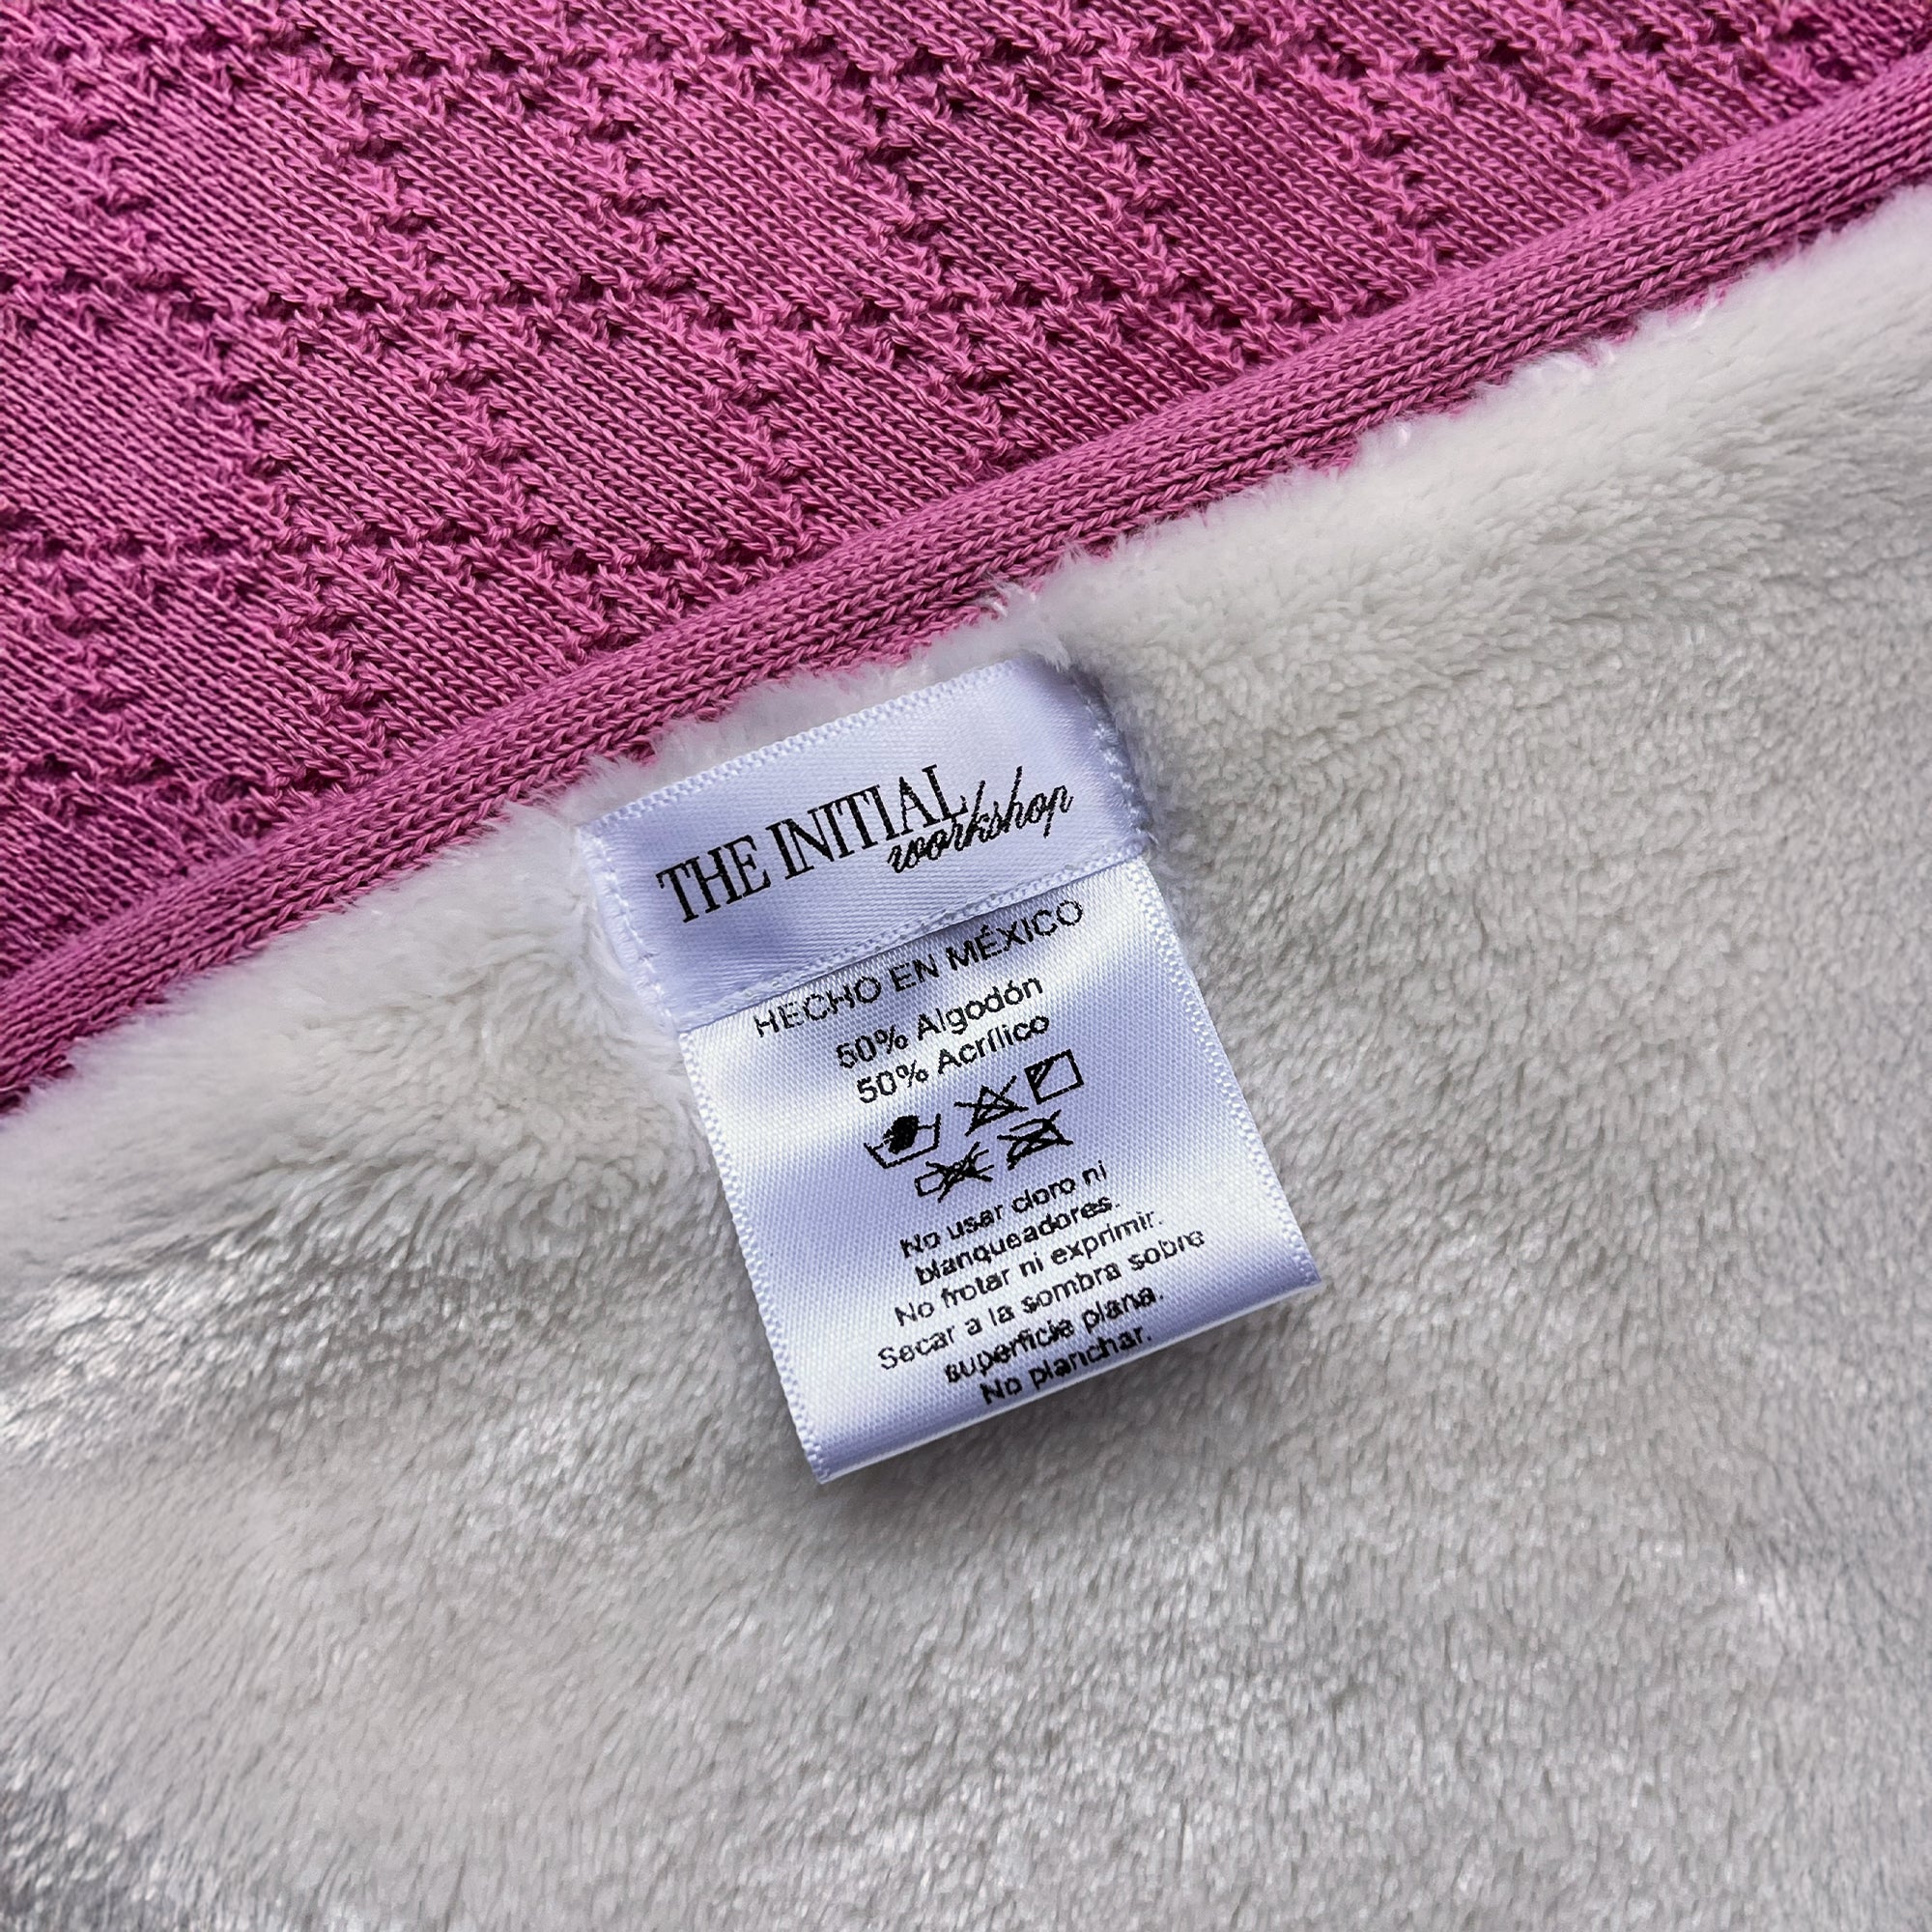 THE INITIAL
workshop
HECHO EN MÉXICO
50% Algodón
50% Acrílico
No usar cloro ni
blanqueadores.
No frotar ni exprimir.
Secar a la sombra sobre
superficie plana.
No planchar.